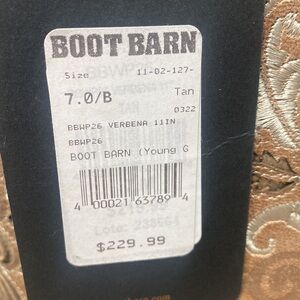 BOOT BARN
Size 11-02-127-
7.0/B Tan
0322
BBWP26 VERBENA 11IN
BBWP26
BOOT BARN (Young G
4 00021 63789 4
$229.99